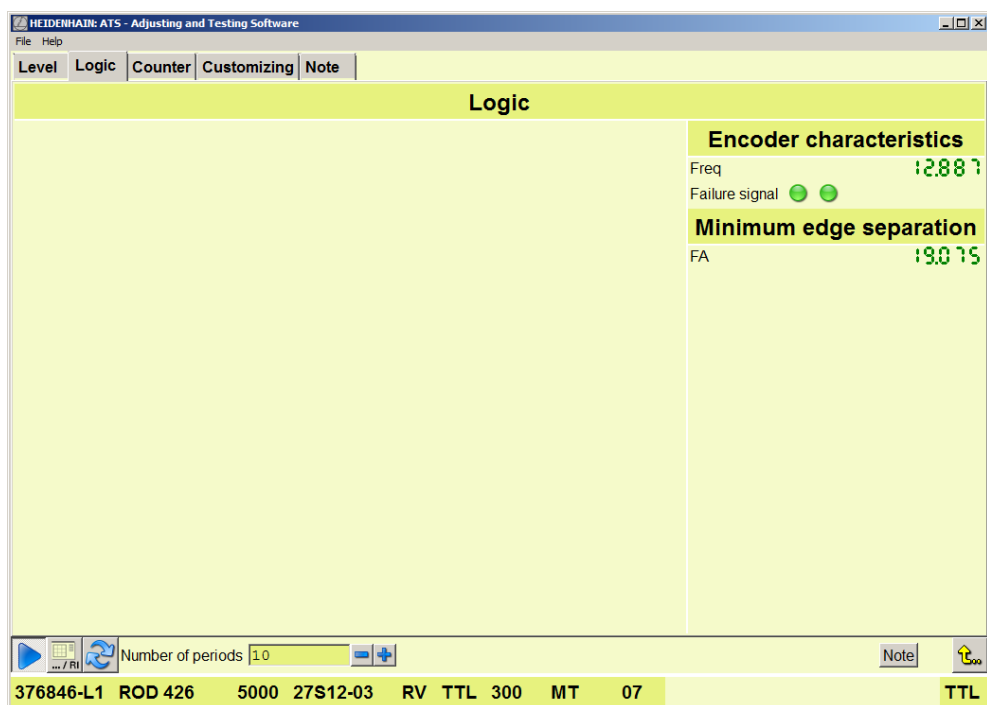 HEIDENHAIN: ATS - Adjusting and Testing Software
File Help
Level Logic Counter Customizing Note
Logic
Encoder characteristics
Freq 12.887
Failure signal
Minimum edge separation
FA 19.075
... / RI Number of periods 10 Note
376846-L1 ROD 426 5000 27S12-03 RV TTL 300 MT 07 TTL